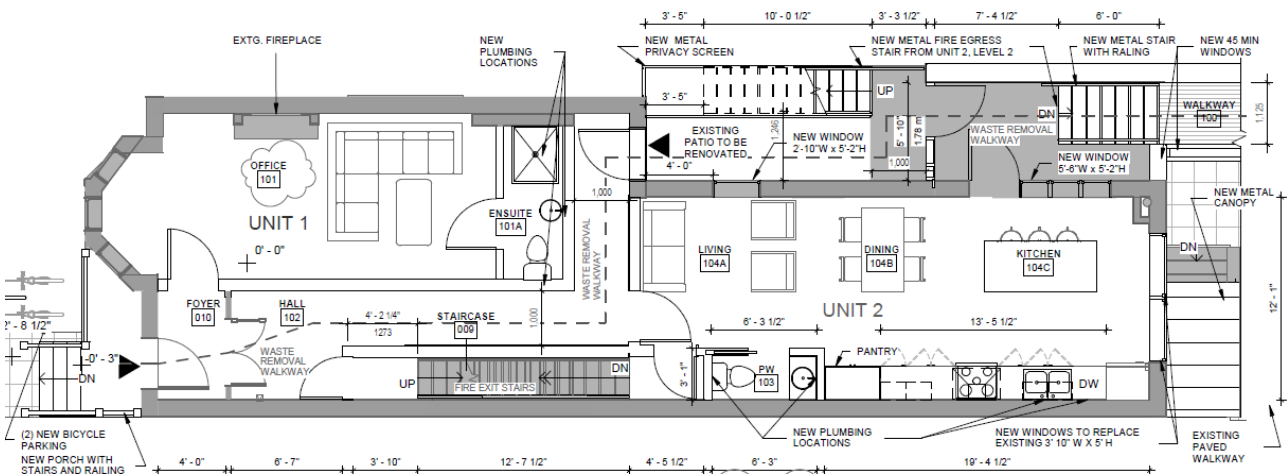 3' - 5"
10' - 0 1/2"
3' - 3 1/2"
7' - 4 1/2"
6' - 0"
EXTG. FIREPLACE
NEW
PLUMBING
LOCATIONS
NEW METAL
PRIVACY SCREEN
NEW METAL FIRE EGRESS
STAIR FROM UNIT 2, LEVEL 2
NEW METAL STAIR
WITH RALING
NEW 45 MIN
WINDOWS
UP
3' - 5"
DN
WALKWAY
100
1,125
EXISTING
PATIO TO BE
RENOVATED
1,246
NEW WINDOW
2'-10"W x 5'-2"H
5' - 10"
1.78 m
1,000
WASTE REMOVAL
WALKWAY
4' - 0"
NEW WINDOW
5'-6"W x 5'-2"H
OFFICE
101
UNIT 1
0' - 0"
ENSUITE
101A
1,000
WASTE REMOVAL
WALKWAY
NEW METAL
CANOPY
DN
LIVING
104A
DINING
104B
KITCHEN
104C
UNIT 2
12' - 1"
FOYER
010
HALL
102
4' - 2 1/4"
1273
STAIRCASE
009
1,000
6' - 3 1/2"
13' - 5 1/2"
2' - 8 1/2"
-0' - 3"
DN
WASTE
REMOVAL
WALKWAY
UP
FIRE EXIT STAIRS
DN
3' - 1"
PW
103
PANTRY
DW
(2) NEW BICYCLE
PARKING
NEW PORCH WITH
STAIRS AND RAILING
NEW PLUMBING
LOCATIONS
NEW WINDOWS TO REPLACE
EXISTING 3' 10" W X 5' H
EXISTING
PAVED
WALKWAY
4' - 0"
6' - 7"
3' - 10"
12' - 7 1/2"
4' - 5 1/2"
6' - 3"
19' - 4 1/2"